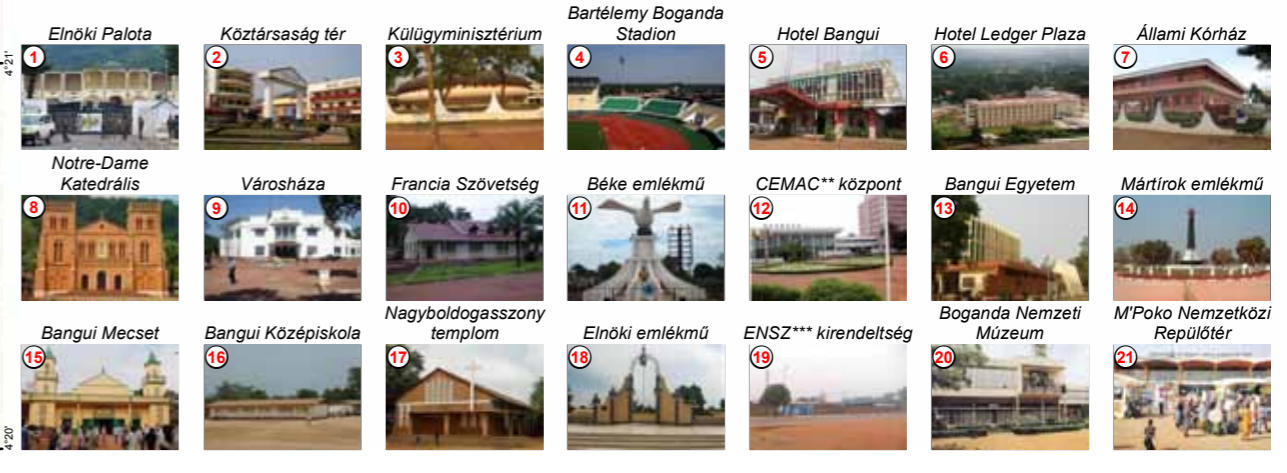 Elnöki Palota
Köztársaság tér
Külügyminisztérium
Bartélemy Boganda
Stadion
Hotel Bangui
Hotel Ledger Plaza
Állami Kórház
4°21'
1
2
3
4
5
6
7
Notre-Dame
Katedrális
Városháza
Francia Szövetség
Béke emlékmű
CEMAC** központ
Bangui Egyetem
Mártírok emlékmű
8
9
10
11
12
13
14
Bangui Mecset
Bangui Középiskola
Nagyboldogasszony
templom
Elnöki emlékmű
ENSZ*** kirendeltség
Boganda Nemzeti
Múzeum
M'Poko Nemzetközi
Repülőtér
15
16
17
18
19
20
21
4°20'